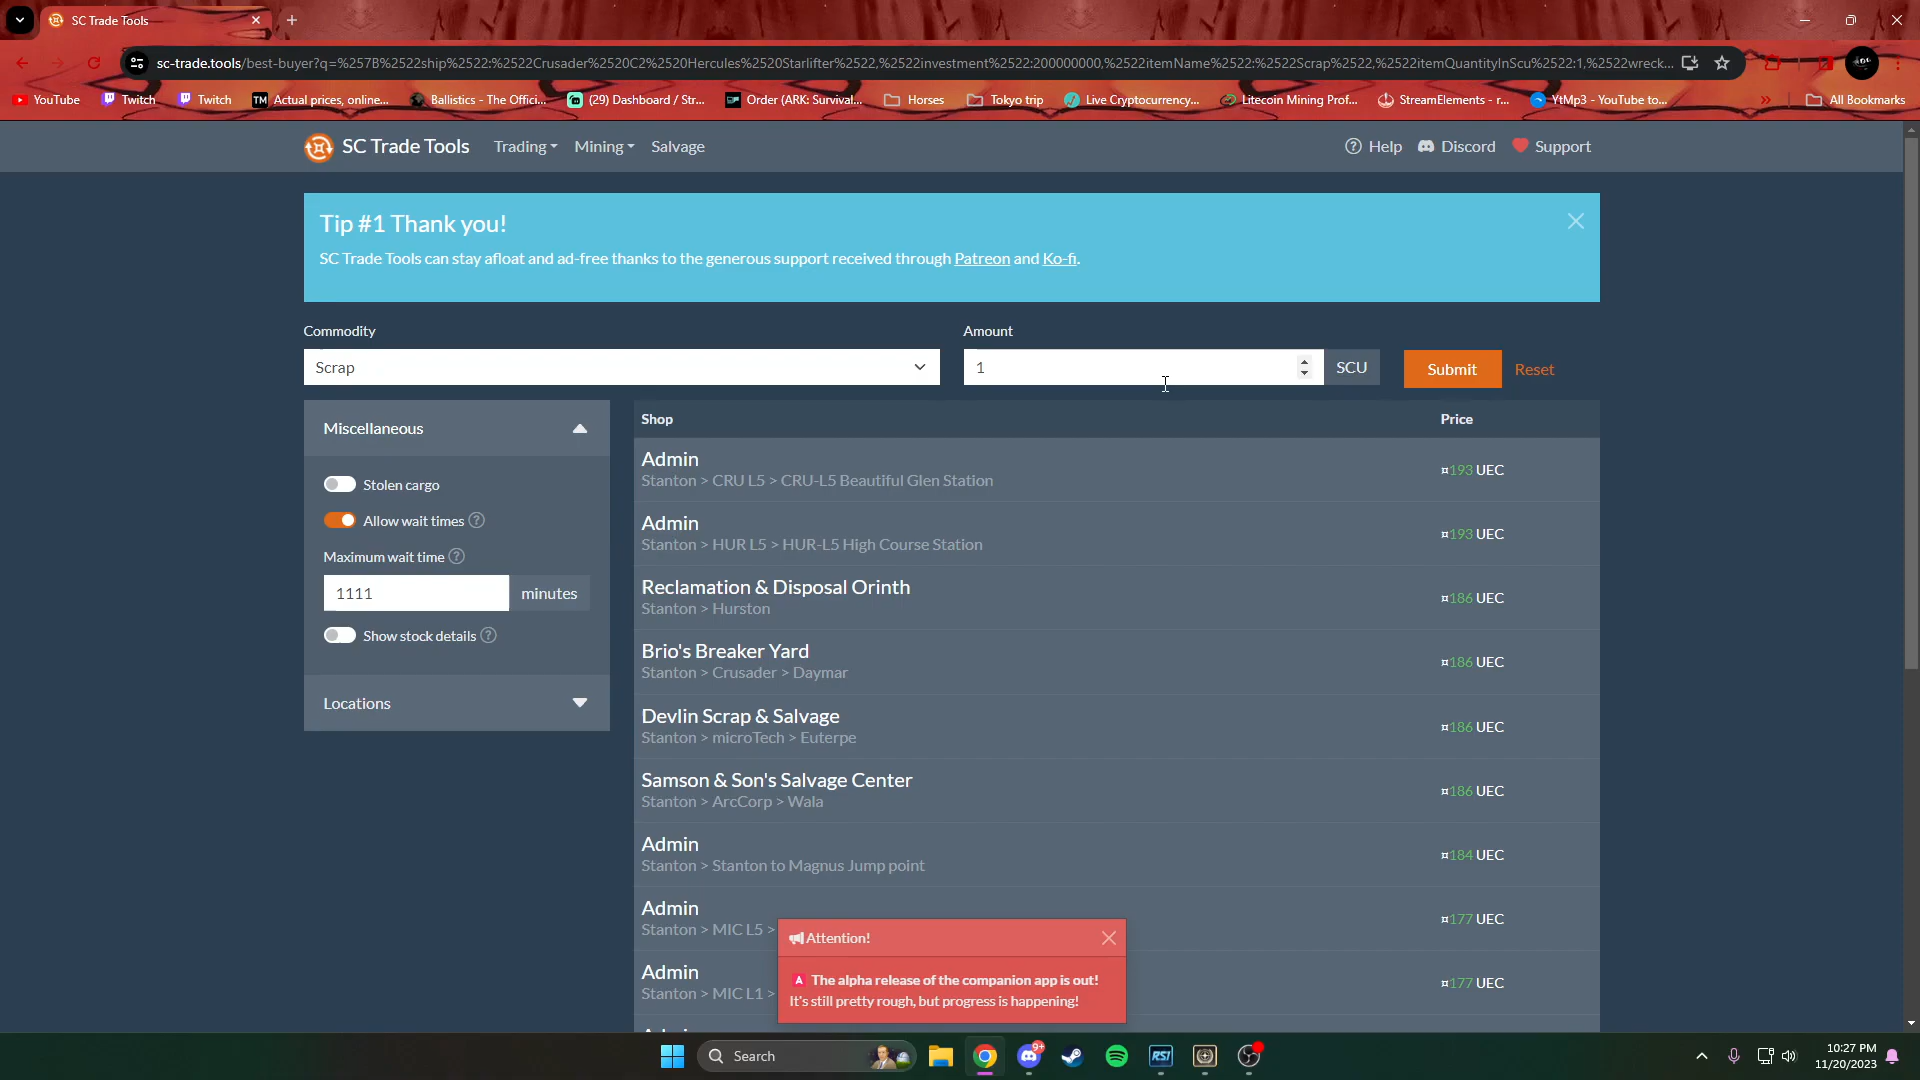 SC Trade Tools
sc-trade.tools/best-buyer?q=%257B%2522ship%2522:%2522Crusader%2520C2%2520Hercules%2520Starlifter%2522,%2522investment%2522:200000000,%2522itemName%2522:%2522Scrap%2522,%2522itemQuantityInScu%2522:1,%2522wreck...
YouTube Twitch Twitch Actual prices, online... Ballistics - The Offici... (29) Dashboard / Str... Order (ARK: Survival... Horses Tokyo trip Live Cryptocurrency... Litecoin Mining Prof... StreamElements - r... YtMp3 - YouTube to... » All Bookmarks
SC Trade Tools Trading Mining Salvage Help Discord Support
Tip #1 Thank you!
SC Trade Tools can stay afloat and ad-free thanks to the generous support received through Patreon and Ko-fi.
Commodity Amount
Scrap 1 SCU Submit Reset
Miscellaneous
Stolen cargo
Allow wait times
Maximum wait time
1111 minutes
Show stock details
Locations
Shop Price
Admin
Stanton > CRU L5 > CRU-L5 Beautiful Glen Station
¤193 UEC
Admin
Stanton > HUR L5 > HUR-L5 High Course Station
¤193 UEC
Reclamation & Disposal Orinth
Stanton > Hurston
¤186 UEC
Brio's Breaker Yard
Stanton > Crusader > Daymar
¤186 UEC
Devlin Scrap & Salvage
Stanton > microTech > Euterpe
¤186 UEC
Samson & Son's Salvage Center
Stanton > ArcCorp > Wala
¤186 UEC
Admin
Stanton > Stanton to Magnus Jump point
¤184 UEC
Admin
Stanton > MIC L5 >
¤177 UEC
Admin
Stanton > MIC L1 >
¤177 UEC
Attention!
A The alpha release of the companion app is out!
It's still pretty rough, but progress is happening!
Search
9+
RSI
10:27 PM
11/20/2023